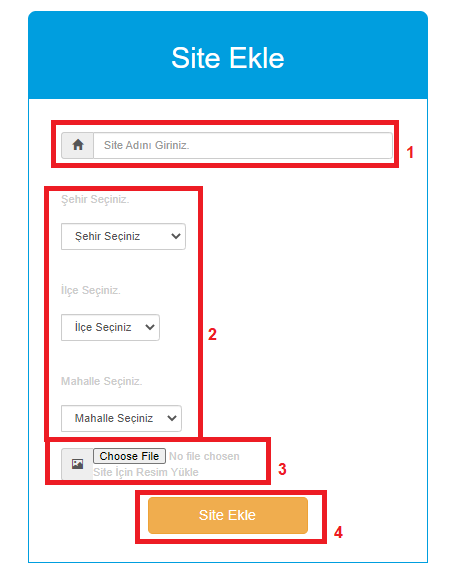 Site Ekle
Site Adını Giriniz.
1
Şehir Seçiniz.
Şehir Seçiniz
İlçe Seçiniz.
İlçe Seçiniz
2
Mahalle Seçiniz.
Mahalle Seçiniz
Choose File No file chosen
Site İçin Resim Yükle
3
Site Ekle
4